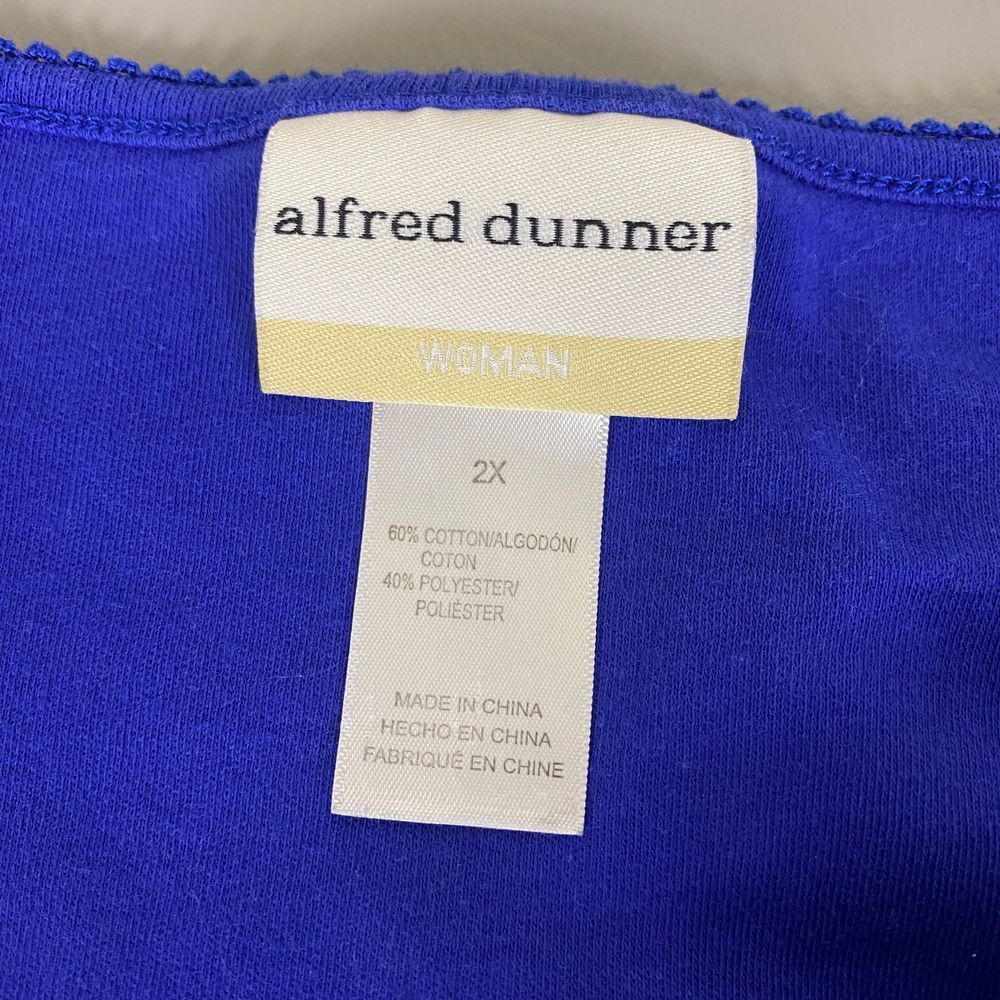 alfred dunner
WOMAN
2X
60% COTTON/ALGODÓN/
COTON
40% POLYESTER/
POLIÉSTER
MADE IN CHINA
HECHO EN CHINA
FABRIQUÉ EN CHINE